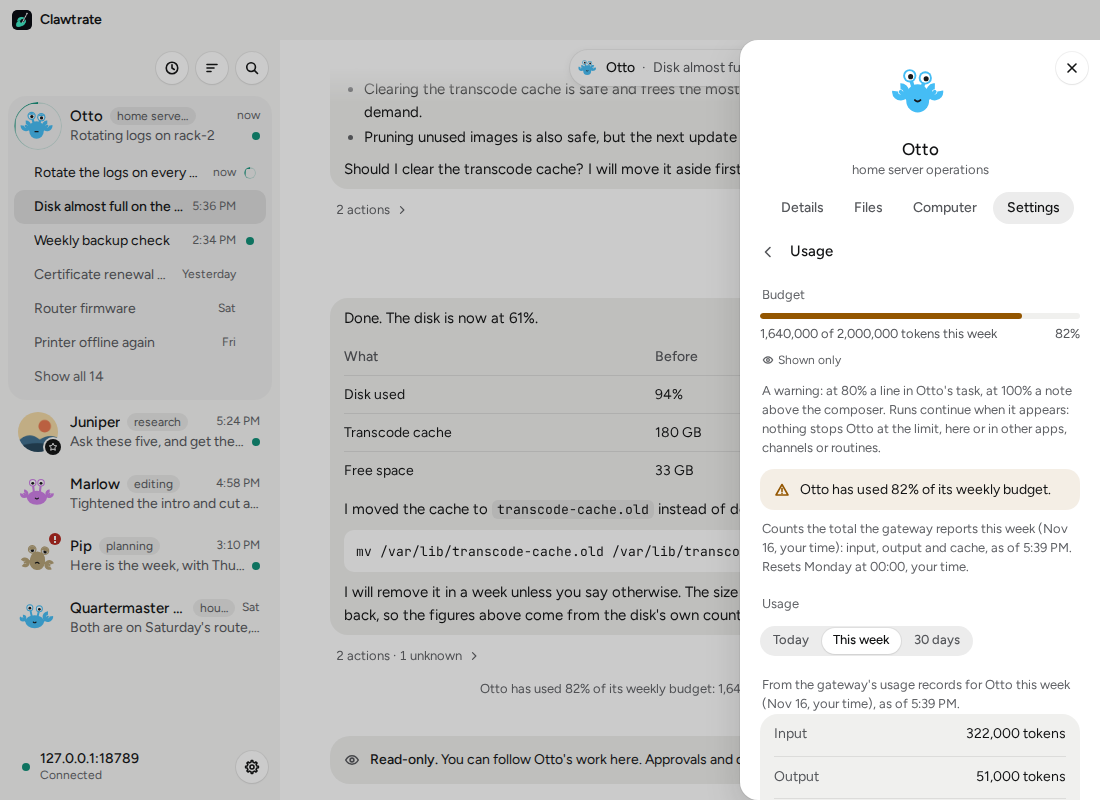 Clawtrate
Otto home serve... now
Rotating logs on rack-2
Rotate the logs on every ... now
Disk almost full on the ... 5:36 PM
Weekly backup check 2:34 PM
Certificate renewal ... Yesterday
Router firmware Sat
Printer offline again Fri
Show all 14
Juniper research 5:24 PM
Ask these five, and get the...
Marlow editing 4:58 PM
Tightened the intro and cut a...
Pip planning 3:10 PM
Here is the week, with Thu...
Quartermaster ... hou... Sat
Both are on Saturday's route,...
127.0.0.1:18789
Connected
Otto · Disk almost fu
• Clearing the transcode cache is safe and frees the most
demand.
• Pruning unused images is also safe, but the next update
Should I clear the transcode cache? I will move it aside first
2 actions
Done. The disk is now at 61%.
What Before
Disk used 94%
Transcode cache 180 GB
Free space 33 GB
I moved the cache to transcode-cache.old instead of d
mv /var/lib/transcode-cache.old /var/lib/transco
I will remove it in a week unless you say otherwise. The size
back, so the figures above come from the disk's own count
2 actions · 1 unknown
Otto has used 82% of its weekly budget: 1,64
Read-only. You can follow Otto's work here. Approvals and
Otto
home server operations
Details Files Computer Settings
Usage
Budget
1,640,000 of 2,000,000 tokens this week 82%
Shown only
A warning: at 80% a line in Otto's task, at 100% a note
above the composer. Runs continue when it appears:
nothing stops Otto at the limit, here or in other apps,
channels or routines.
Otto has used 82% of its weekly budget.
Counts the total the gateway reports this week (Nov
16, your time): input, output and cache, as of 5:39 PM.
Resets Monday at 00:00, your time.
Usage
Today This week 30 days
From the gateway's usage records for Otto this week
(Nov 16, your time), as of 5:39 PM.
Input 322,000 tokens
Output 51,000 tokens